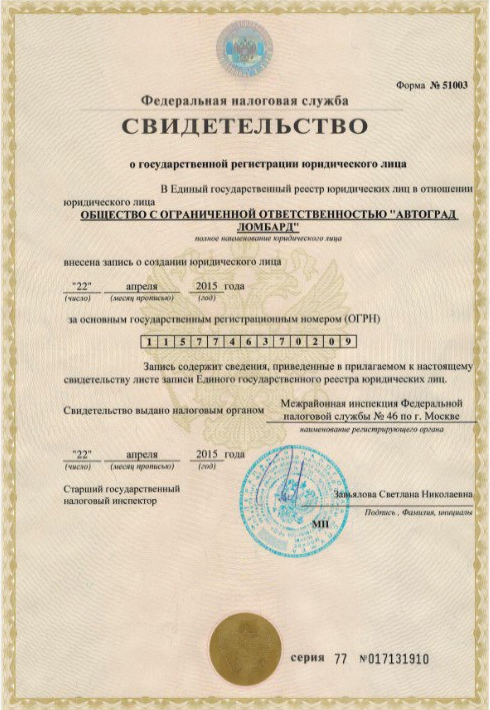 Форма № 51003
Федеральная налоговая служба
СВИДЕТЕЛЬСТВО
о государственной регистрации юридического лица
В Единый государственный реестр юридических лиц в отношении
юридического лица
ОБЩЕСТВО С ОГРАНИЧЕННОЙ ОТВЕТСТВЕННОСТЬЮ "АВТОГРАД
ЛОМБАРД"
полное наименование юридического лица
внесена запись о создании юридического лица
"22" апреля 2015 года
(число) (месяц прописью) (год)
за основным государственным регистрационным номером (ОГРН)
1 1 5 7 7 4 6 3 7 0 2 0 9
Запись содержит сведения, приведенные в прилагаемом к настоящему
свидетельству листе записи Единого государственного реестра юридических лиц.
Свидетельство выдано налоговым органом Межрайонная инспекция Федеральной
налоговой службы № 46 по г. Москве
наименование регистрирующего органа
"22" апреля 2015 года
(число) (месяц прописью) (год)
Старший государственный
налоговый инспектор
Завьялова Светлана Николаевна
Подпись , Фамилия, инициалы
МП
серия 77 №017131910